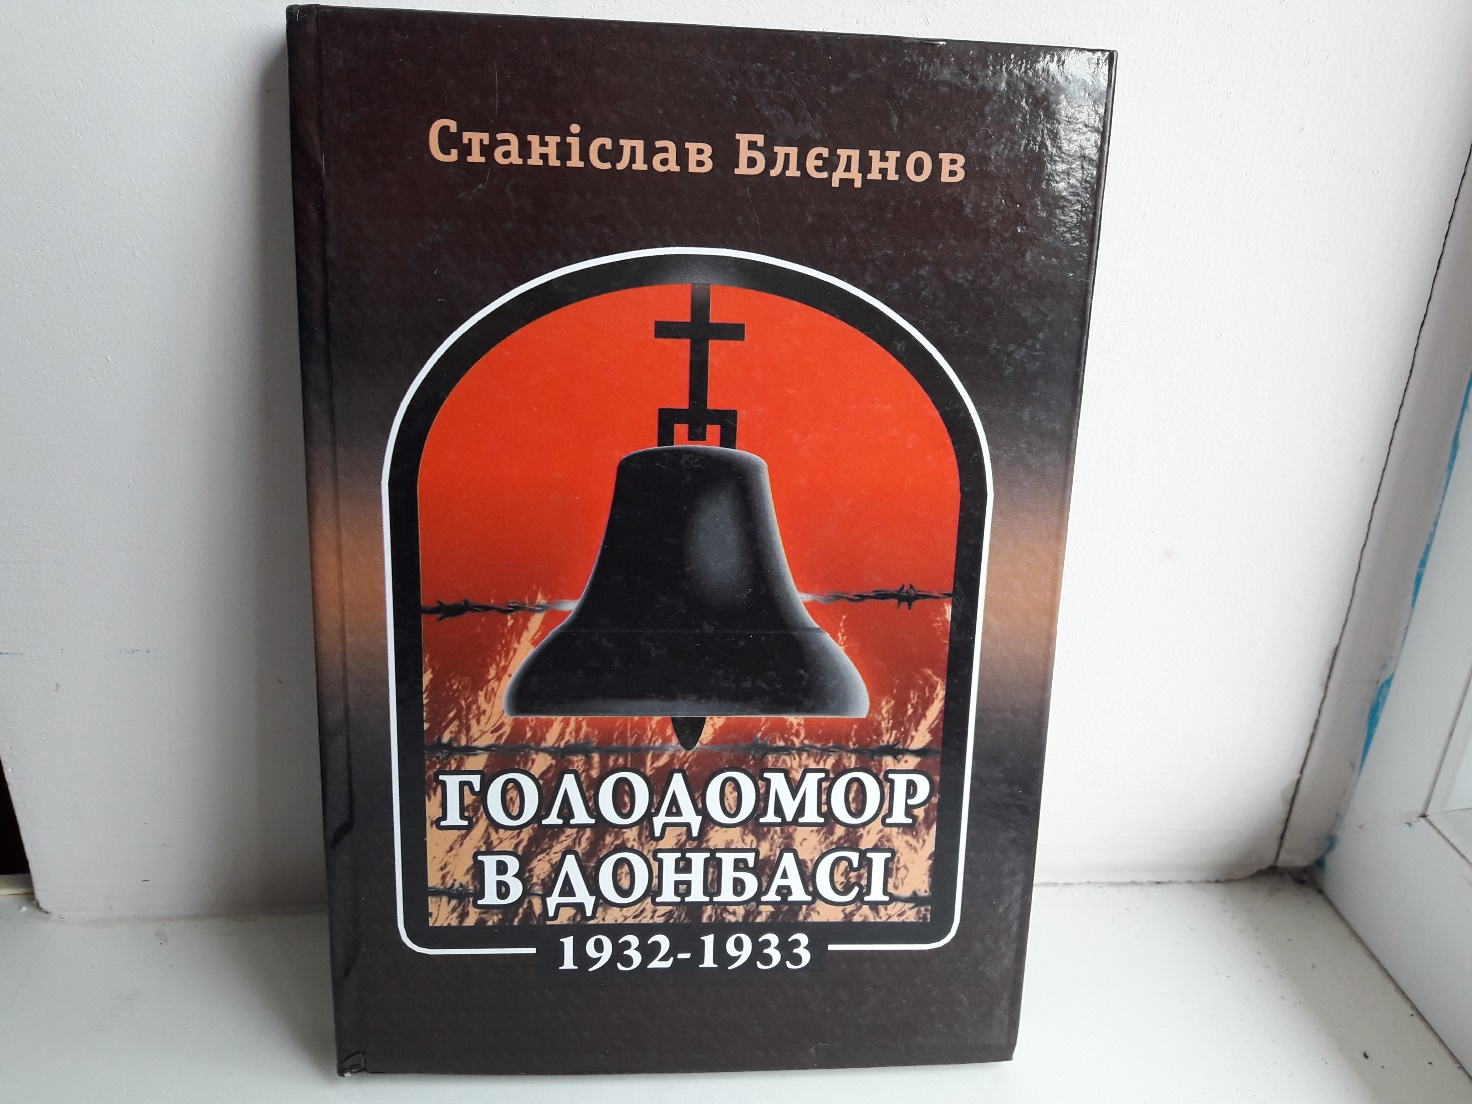 Станіслав Блєднов
ГОЛОДОМОР
В ДОНБАСІ
1932-1933